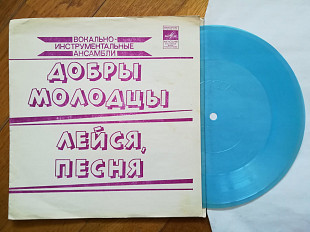 ВОКАЛЬНО-
ИНСТРУМЕНТАЛЬНЫЕ
АНСАМБЛИ
ДОБРЫ
МОЛОДЦЫ
ЛЕЙСЯ,
ПЕСНЯ